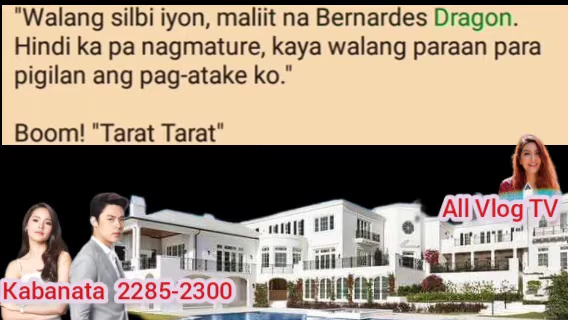 "Walang silbi iyon, maliit na Bernardes Dragon.
Hindi ka pa nagmature, kaya walang paraan para
pigilan ang pag-atake ko."
Boom! "Tarat Tarat"
All Vlog TV
Kabanata 2285-2300